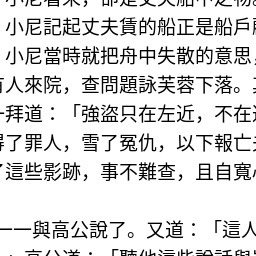 小尼看來，卻是丈夫船中之物
小尼記起丈夫賃的船正是船戶
小尼當時就把舟中失散的意思
有人來院，查問題詠芙蓉下落。
一拜道：「強盜只在左近，不在
得了罪人，雪了冤仇，以下報亡
了這些影跡，事不難查，且自寬
一一與高公說了。又道：「這人
高公道：「聽他這些說話與